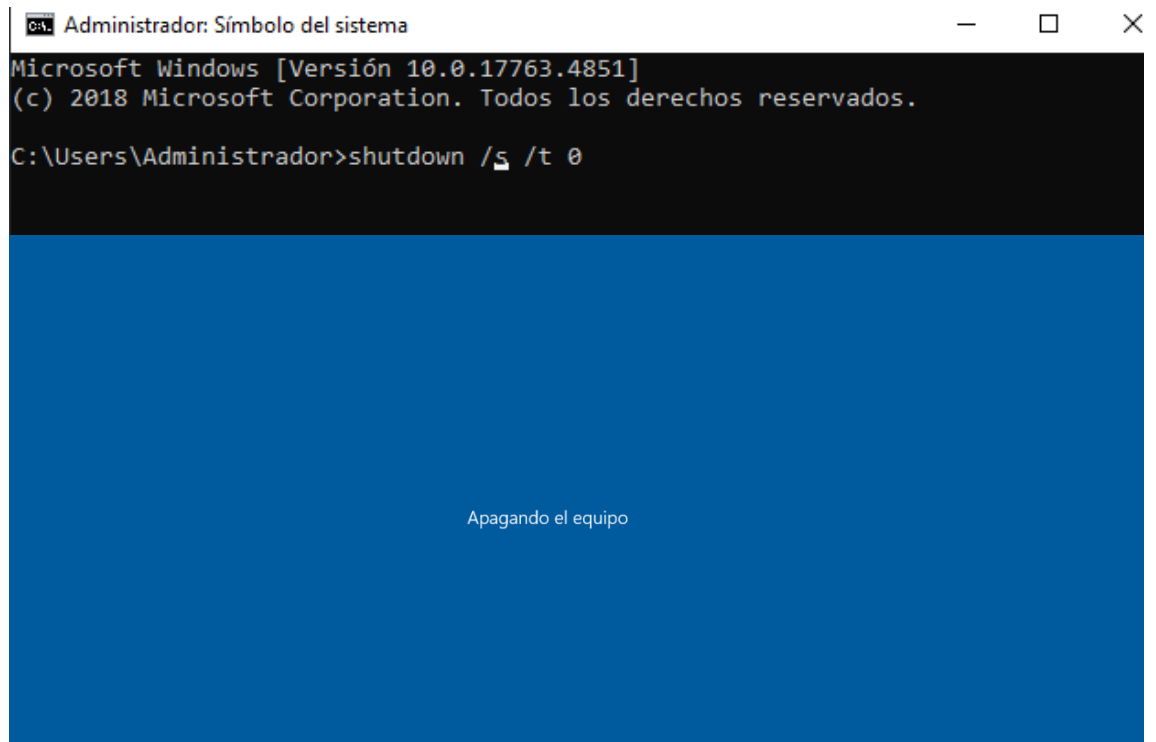 Administrador: Símbolo del sistema
Microsoft Windows [Versión 10.0.17763.4851]
(c) 2018 Microsoft Corporation. Todos los derechos reservados.
C:\Users\Administrador>shutdown /s /t 0
Apagando el equipo